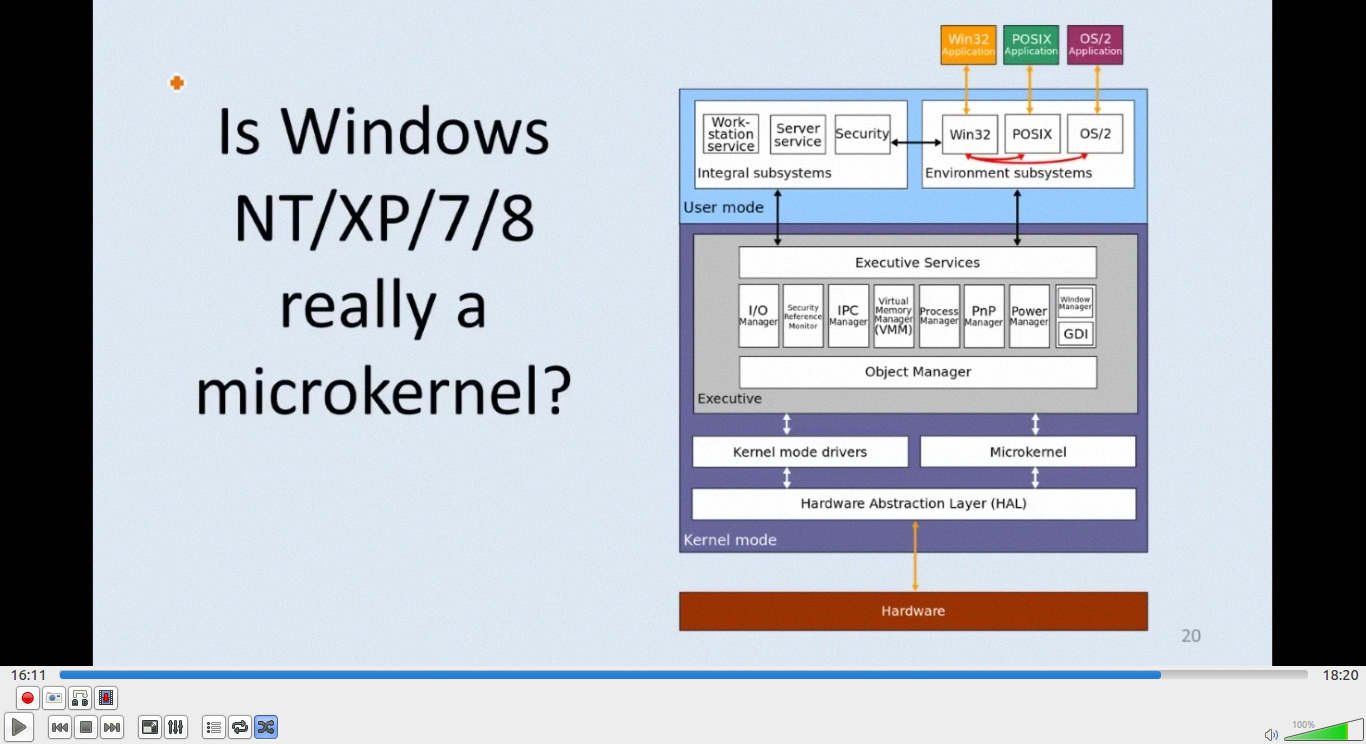 Is Windows
NT/XP/7/8
really a
microkernel?
Win32
Application
POSIX
Application
OS/2
Application
Work-
station
service
Server
service
Security
Integral subsystems
Win32
POSIX
OS/2
Environment subsystems
User mode
Executive Services
I/O
Manager
Security
Reference
Monitor
IPC
Manager
Virtual
Memory
Manager
(VMM)
Process
Manager
PnP
Manager
Power
Manager
Window
Manager
GDI
Object Manager
Executive
Kernel mode drivers
Microkernel
Hardware Abstraction Layer (HAL)
Kernel mode
Hardware
20
16:11
18:20
100%